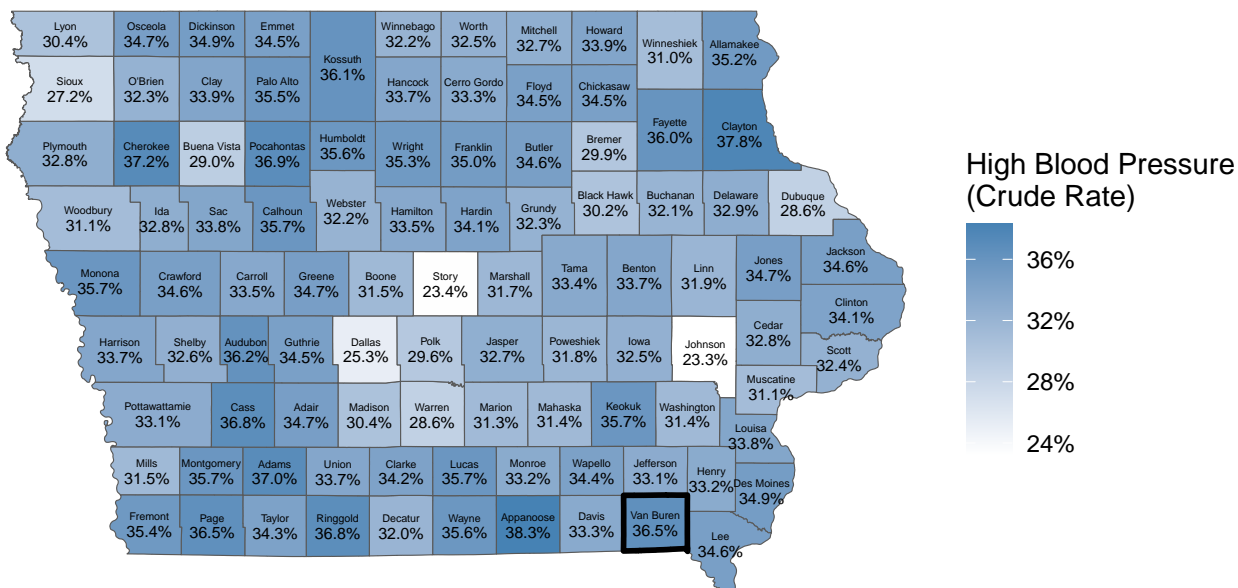 Lyon
30.4%
Osceola
34.7%
Dickinson
34.9%
Emmet
34.5%
Kossuth
36.1%
Winnebago
32.2%
Worth
32.5%
Mitchell
32.7%
Howard
33.9%
Winneshiek
31.0%
Allamakee
35.2%
Sioux
27.2%
O'Brien
32.3%
Clay
33.9%
Palo Alto
35.5%
Hancock
33.7%
Cerro Gordo
33.3%
Floyd
34.5%
Chickasaw
34.5%
Fayette
36.0%
Clayton
37.8%
Plymouth
32.8%
Cherokee
37.2%
Buena Vista
29.0%
Pocahontas
36.9%
Humboldt
35.6%
Wright
35.3%
Franklin
35.0%
Butler
34.6%
Bremer
29.9%
Woodbury
31.1%
Ida
32.8%
Sac
33.8%
Calhoun
35.7%
Webster
32.2%
Hamilton
33.5%
Hardin
34.1%
Grundy
32.3%
Black Hawk
30.2%
Buchanan
32.1%
Delaware
32.9%
Dubuque
28.6%
Monona
35.7%
Crawford
34.6%
Carroll
33.5%
Greene
34.7%
Boone
31.5%
Story
23.4%
Marshall
31.7%
Tama
33.4%
Benton
33.7%
Linn
31.9%
Jones
34.7%
Jackson
34.6%
Clinton
34.1%
Harrison
33.7%
Shelby
32.6%
Audubon
36.2%
Guthrie
34.5%
Dallas
25.3%
Polk
29.6%
Jasper
32.7%
Poweshiek
31.8%
Iowa
32.5%
Johnson
23.3%
Cedar
32.8%
Scott
32.4%
Muscatine
31.1%
Pottawattamie
33.1%
Cass
36.8%
Adair
34.7%
Madison
30.4%
Warren
28.6%
Marion
31.3%
Mahaska
31.4%
Keokuk
35.7%
Washington
31.4%
Louisa
33.8%
Mills
31.5%
Montgomery
35.7%
Adams
37.0%
Union
33.7%
Clarke
34.2%
Lucas
35.7%
Monroe
33.2%
Wapello
34.4%
Jefferson
33.1%
Henry
33.2%
Des Moines
34.9%
Fremont
35.4%
Page
36.5%
Taylor
34.3%
Ringgold
36.8%
Decatur
32.0%
Wayne
35.6%
Appanoose
38.3%
Davis
33.3%
Van Buren
36.5%
Lee
34.6%
High Blood Pressure
(Crude Rate)
36%
32%
28%
24%